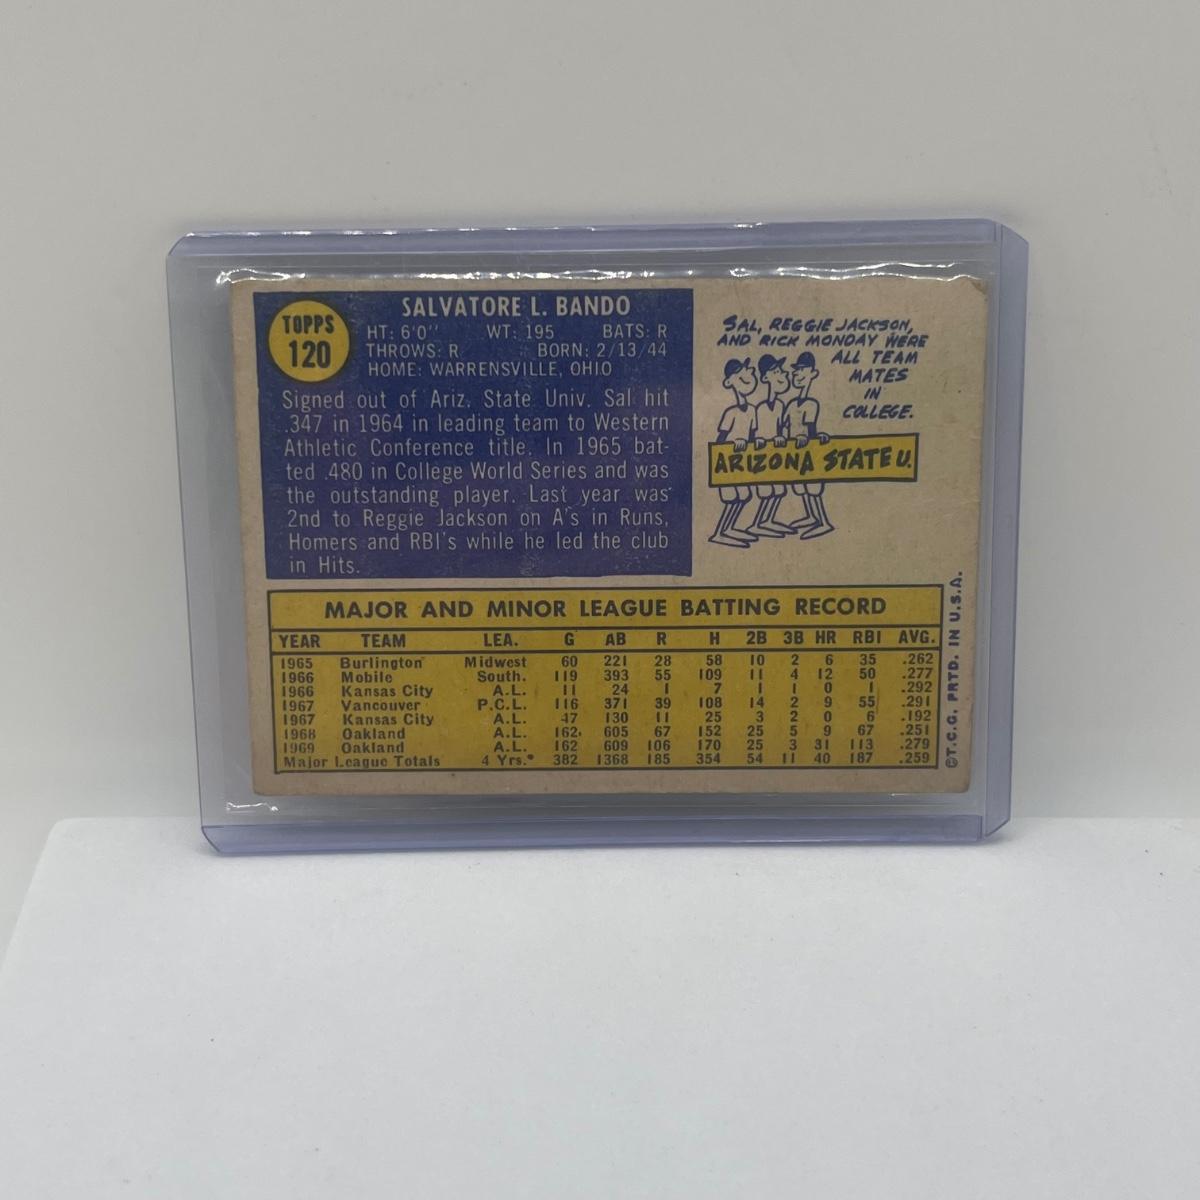 TOPPS
120
SALVATORE L. BANDO
HT: 6'0'' WT: 195 BATS: R
THROWS: R BORN: 2/13/44
HOME: WARRENSVILLE, OHIO
Signed out of Ariz. State Univ. Sal hit
.347 in 1964 in leading team to Western
Athletic Conference title. In 1965 bat-
ted .480 in College World Series and was
the outstanding player. Last year was
2nd to Reggie Jackson on A's in Runs,
Homers and RBI's while he led the club
in Hits.
SAL, REGGIE JACKSON,
AND RICK MONDAY WERE
ALL TEAM
MATES
IN
COLLEGE.
ARIZONA STATE U.
MAJOR AND MINOR LEAGUE BATTING RECORD
YEAR TEAM LEA. G AB R H 2B 3B HR RBI AVG.
1965 Burlington Midwest 60 221 28 58 10 2 6 35 .262
1966 Mobile South. 119 393 55 109 11 4 12 50 .277
1966 Kansas City A.L. 11 24 1 7 1 1 0 1 .292
1967 Vancouver P.C.L. 116 371 39 108 14 2 9 55 .291
1967 Kansas City A.L. 47 130 11 25 3 2 0 6 .192
1968 Oakland A.L. 162 605 67 152 25 5 9 67 .251
1969 Oakland A.L. 162 609 106 170 25 3 31 113 .279
Major League Totals 4 Yrs.* 382 1368 185 354 54 11 40 187 .259
©T.C.G. PRTD. IN U.S.A.